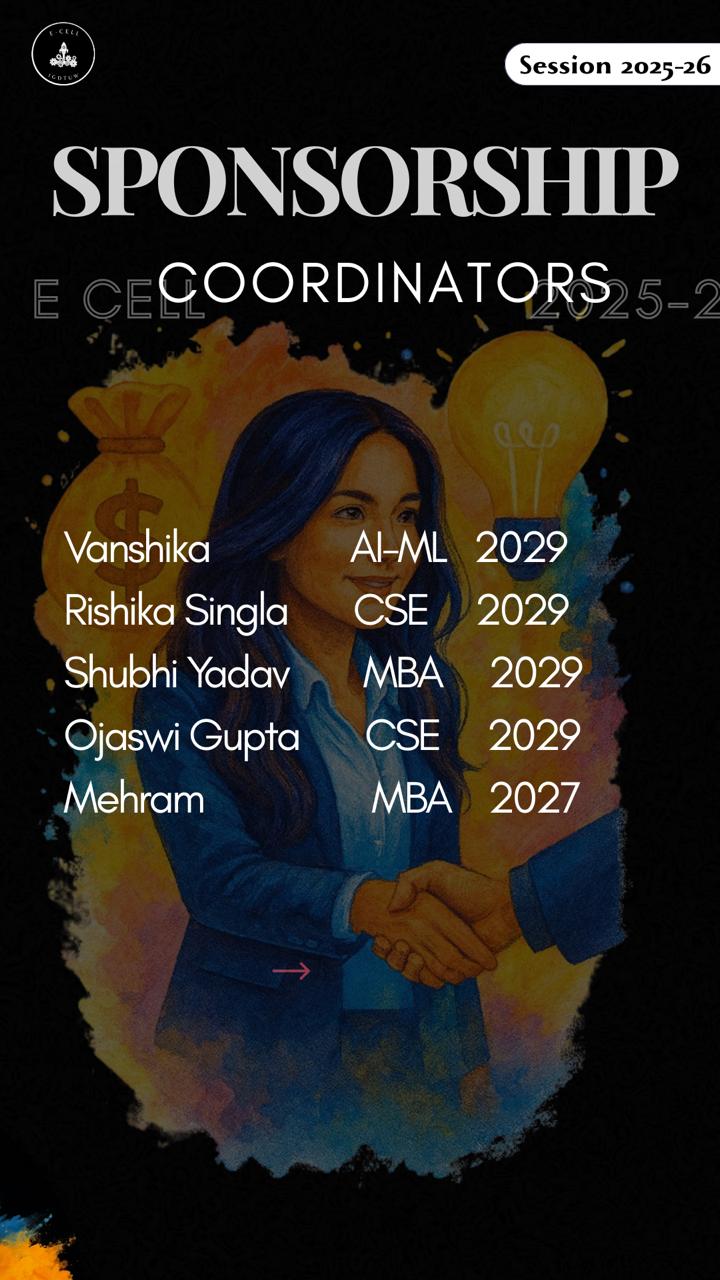 E-CELL
IGDTUW
Session 2025-26
SPONSORSHIP
COORDINATORS
E CELL 2025-2
$
Vanshika AI-ML 2029
Rishika Singla CSE 2029
Shubhi Yadav MBA 2029
Ojaswi Gupta CSE 2029
Mehram MBA 2027